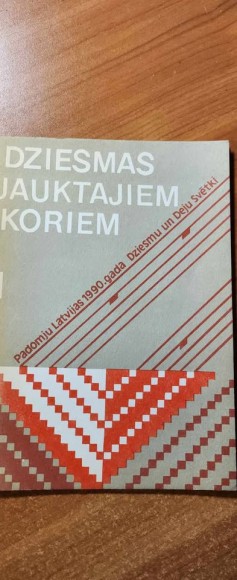 DZIESMAS
JAUKTAJIEM
KORIEM
Padomju Latvijas 1990. gada Dziesmu un Deju Svētki